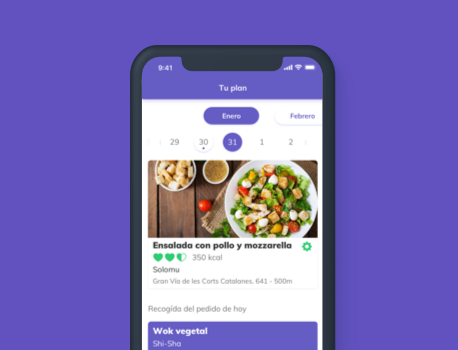 9:41
Tu plan
Enero
Febrero
29
30
31
1
2
Ensalada con pollo y mozzarella
350 kcal
Solomu
Gran Vía de les Corts Catalanes, 641 - 500m
Recogida del pedido de hoy
Wok vegetal
Shi-Sha